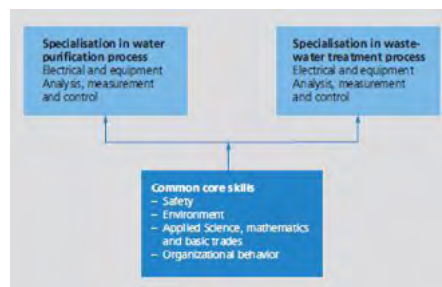 Specialisation in water
purification process
Electrical and equipment
Analysis, measurement
and control
Specialisation in waste-
water treatment process
Electrical and equipment
Analysis, measurement
and control
Common core skills
– Safety
– Environment
– Applied Science, mathematics
and basic trades
– Organizational behavior